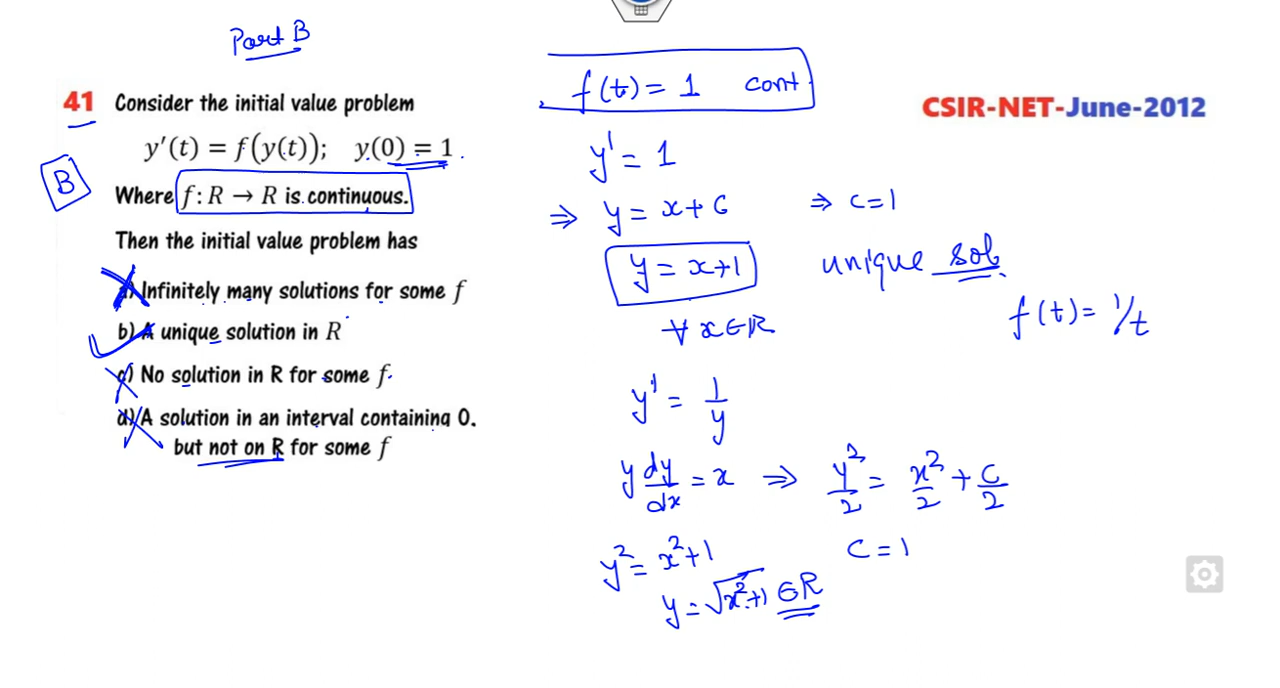 Part B
41 Consider the initial value problem
y'(t) = f(y(t)); y(0) = 1.
B
Where f: R → R is continuous.
Then the initial value problem has
Infinitely many solutions for some f
b) A unique solution in R
c) No solution in R for some f.
d) A solution in an interval containing 0.
but not on R for some f
f(t) = 1 cont.
y' = 1
⇒ y = x + C ⇒ C = 1
y = x+1 unique sol
∀ x ∈ R
f(t) = 1/t
y' = 1/y
y dy/dx = x ⇒ y²/2 = x²/2 + C/2
y² = x²+1 C = 1
y = √x²+1 ∈ R
CSIR-NET-June-2012